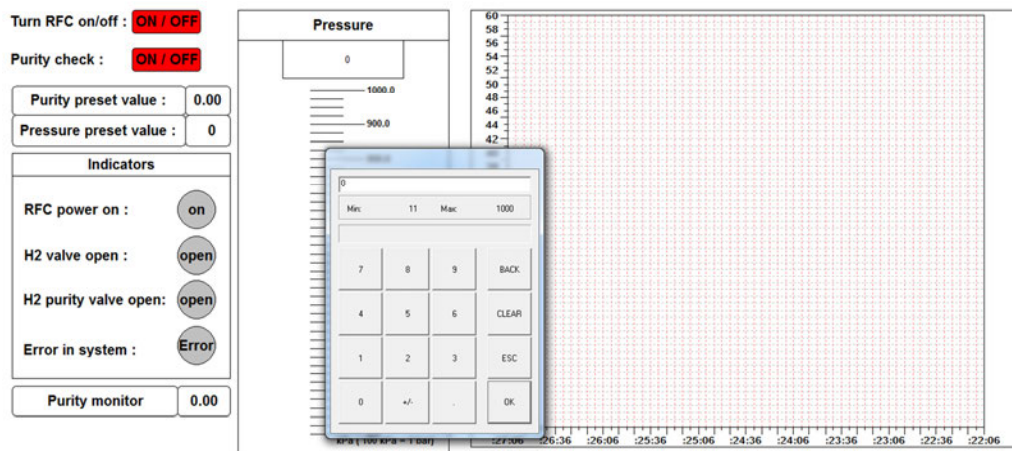 Turn RFC on/off : ON / OFF
Purity check : ON / OFF
Purity preset value : 0.00
Pressure preset value : 0
Indicators
RFC power on : on
H2 valve open : open
H2 purity valve open: open
Error in system : Error
Purity monitor 0.00
Pressure
0
1000.0
900.0
kPa ( 100 kPa = 1 bar)
0
Min: 11 Max: 1000
7 8 9 BACK
4 5 6 CLEAR
1 2 3 ESC
0 +/- . OK
60
58
56
54
52
50
48
46
44
42
:27:06 :26:36 :26:06 :25:36 :25:06 :24:36 :24:06 :23:36 :23:06 :22:36 :22:06